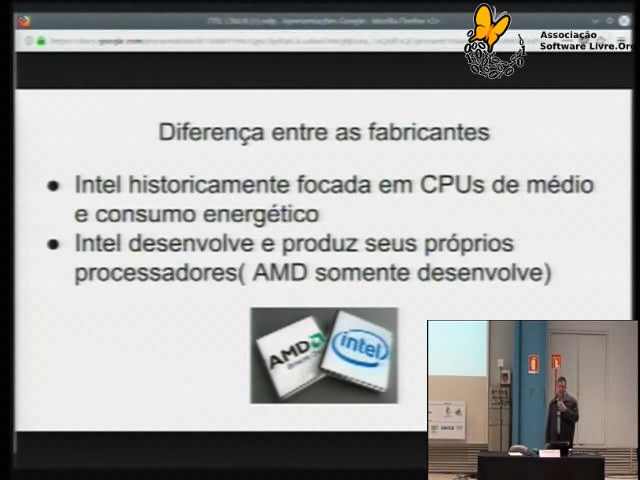 Associação
Software Livre.Org
Diferença entre as fabricantes
Intel historicamente focada em CPUs de médio
e consumo energético
Intel desenvolve e produz seus próprios
processadores( AMD somente desenvolve)
AMD
intel